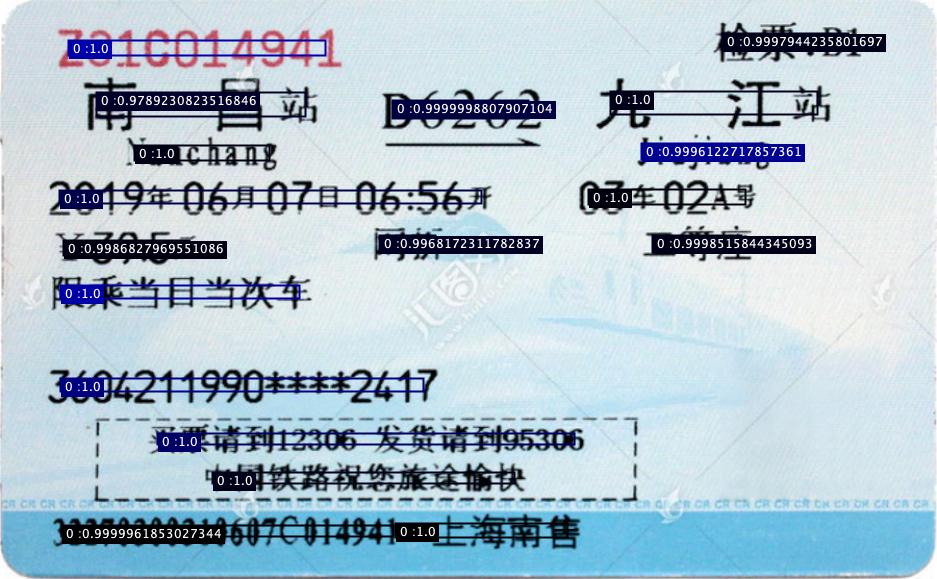 Z31C014941 检票:B1
0 :1.0 0 :0.9997944235801697
南昌站 D6262 九江站
0 :0.9789230823516846 0 :0.9999998807907104 0 :1.0
Nanchang Jiujiang
0 :1.0 0 :0.9996122717857361
2019年06月07日06:56开 03车02A号
0 :1.0 0 :1.0
二等座
0 :0.9986827969551086 0 :0.9968172311782837 0 :0.9998515844345093
限乘当日当次车
0 :1.0
汇图网
3604211990****2417
0 :1.0
买票请到12306 发货请到95306
0 :1.0
中国铁路祝您旅途愉快
0 :1.0
0607C014941 上海南售
0 :0.9999961853027344 0 :1.0